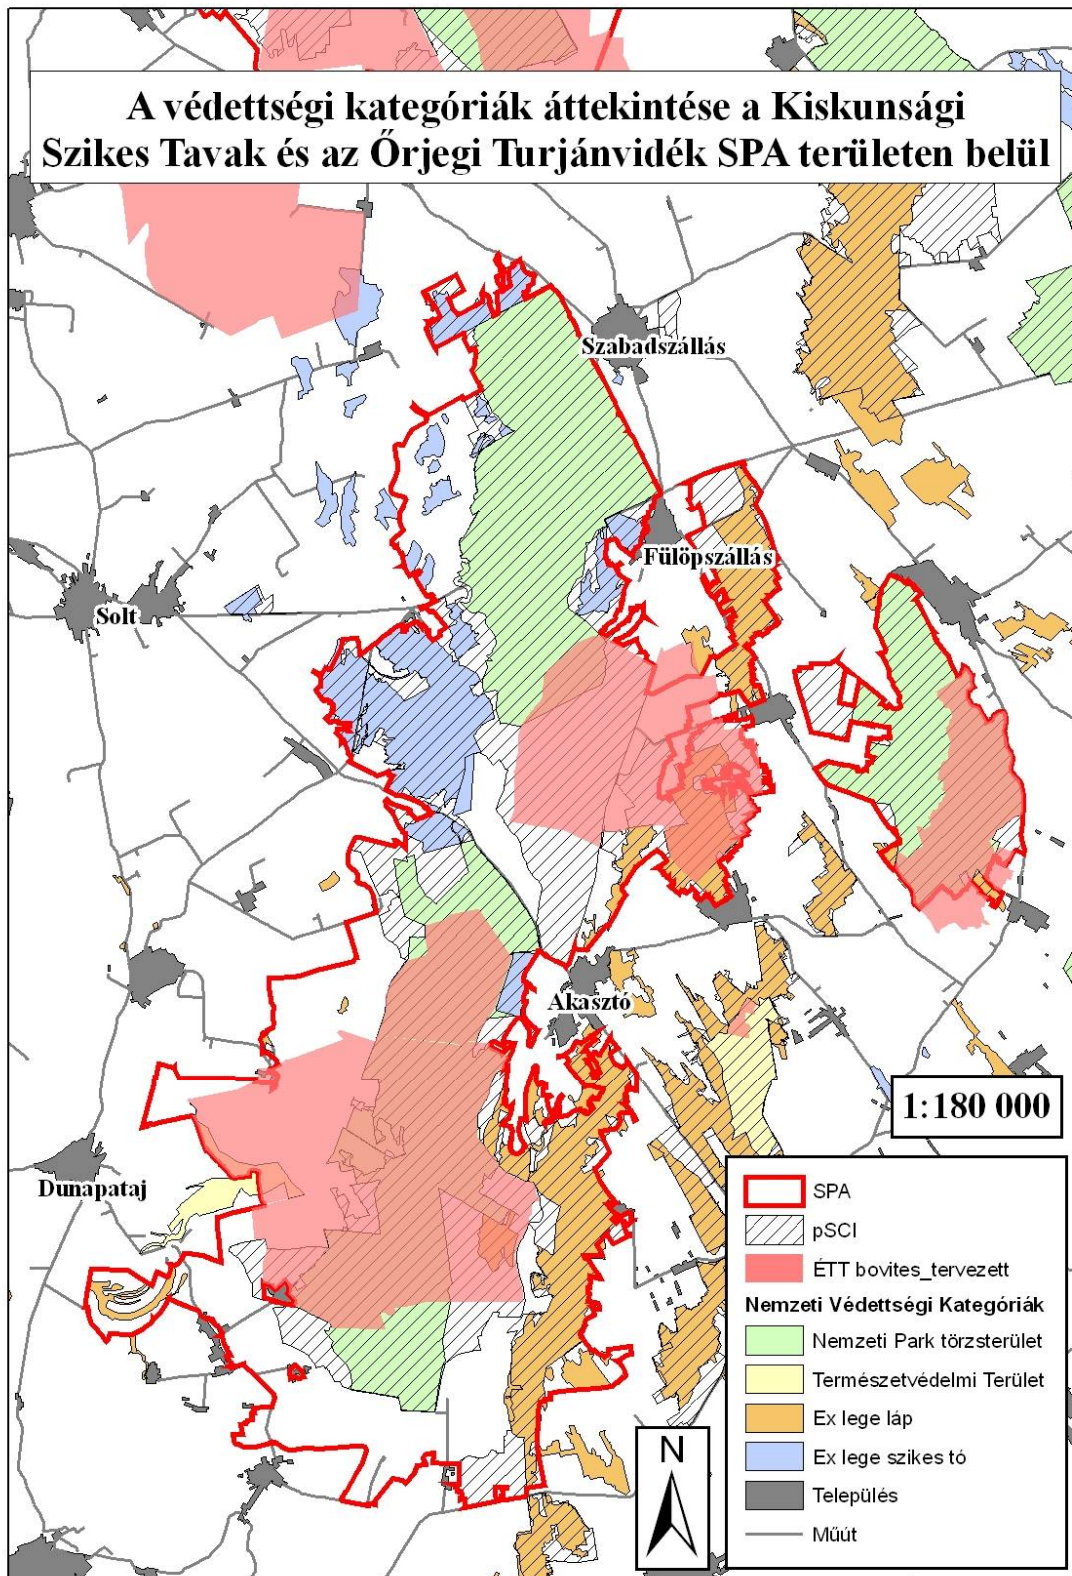 A védettségi kategóriák áttekintése a Kiskunsági
Szikes Tavak és az Őrjegi Turjánvidék SPA területen belül
Szabadszállás
Fülöpszállás
Solt
Akasztó
1:180 000
Dunapataj
SPA
pSCI
ÉTT bovites_tervezett
Nemzeti Védettségi Kategóriák
Nemzeti Park törzsterület
Természetvédelmi Terület
Ex lege láp
Ex lege szikes tó
Település
Műút
N